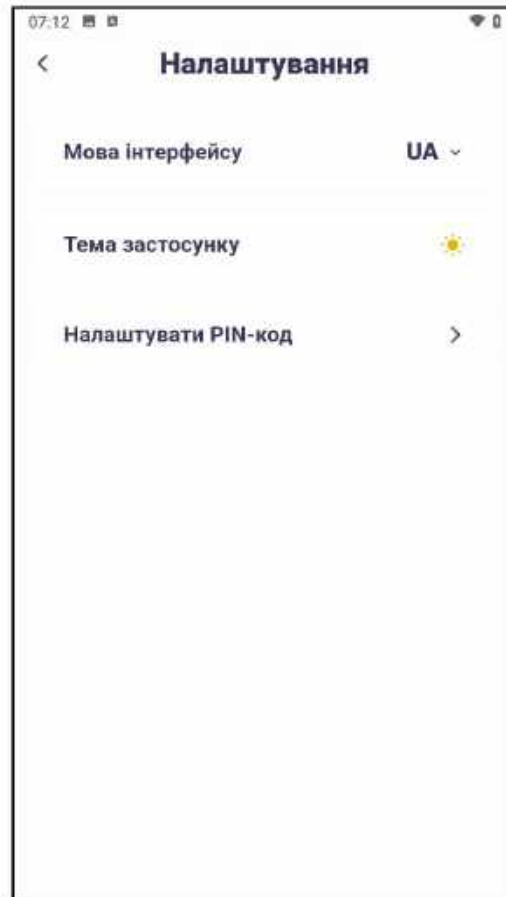 07:12
Налаштування
Мова інтерфейсу UA
Тема застосунку
Налаштувати PIN-код